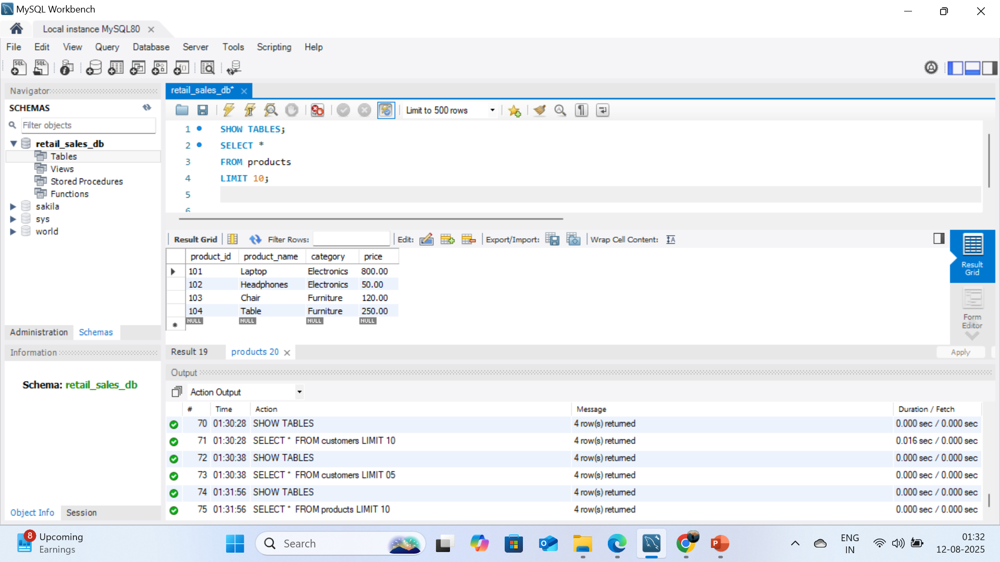 MySQL Workbench
Local instance MySQL80
File Edit View Query Database Server Tools Scripting Help
Navigator
SCHEMAS
Filter objects
retail_sales_db
Tables
Views
Stored Procedures
Functions
sakila
sys
world
Administration Schemas
Information
Schema: retail_sales_db
Object Info Session
retail_sales_db*
Limit to 500 rows
1 SHOW TABLES;
2 SELECT *
3 FROM products
4 LIMIT 10;
5
6
Result Grid Filter Rows: Edit: Export/Import: Wrap Cell Content:
product_id product_name category price
101 Laptop Electronics 800.00
102 Headphones Electronics 50.00
103 Chair Furniture 120.00
104 Table Furniture 250.00
NULL NULL NULL NULL
Result
Grid
Form
Editor
Result 19 products 20 Apply
Output
Action Output
# Time Action Message Duration / Fetch
70 01:30:28 SHOW TABLES 4 row(s) returned 0.000 sec / 0.000 sec
71 01:30:28 SELECT * FROM customers LIMIT 10 4 row(s) returned 0.016 sec / 0.000 sec
72 01:30:38 SHOW TABLES 4 row(s) returned 0.000 sec / 0.000 sec
73 01:30:38 SELECT * FROM customers LIMIT 05 4 row(s) returned 0.000 sec / 0.000 sec
74 01:31:56 SHOW TABLES 4 row(s) returned 0.000 sec / 0.000 sec
75 01:31:56 SELECT * FROM products LIMIT 10 4 row(s) returned 0.000 sec / 0.000 sec
8 Upcoming
Earnings
Search
ENG
IN
01:32
12-08-2025